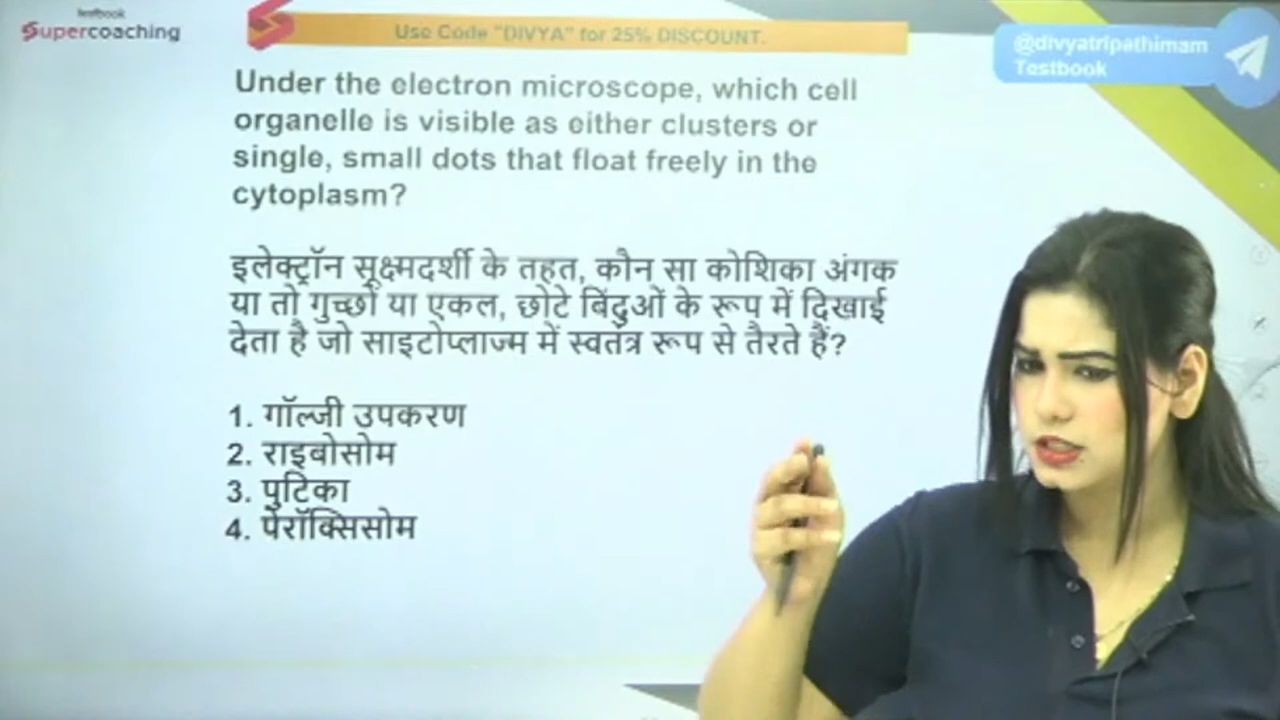 testbook
Supercoaching
Use Code "DIVYA" for 25% DISCOUNT.
@divyatripathimam
Testbook
Under the electron microscope, which cell
organelle is visible as either clusters or
single, small dots that float freely in the
cytoplasm?
इलेक्ट्रॉन सूक्ष्मदर्शी के तहत, कौन सा कोशिका अंगक
या तो गुच्छों या एकल, छोटे बिंदुओं के रूप में दिखाई
देता है जो साइटोप्लाज्म में स्वतंत्र रूप से तैरते हैं?
1. गॉल्जी उपकरण
2. राइबोसोम
3. पुटिका
4. पेरॉक्सिसोम